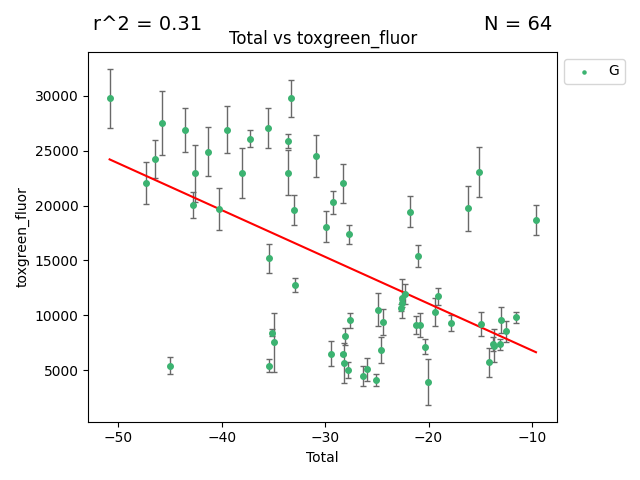 r^2 = 0.31
N = 64
Total vs toxgreen_fluor
G
30000
25000
20000
15000
10000
5000
toxgreen_fluor
−50
−40
−30
−20
−10
Total